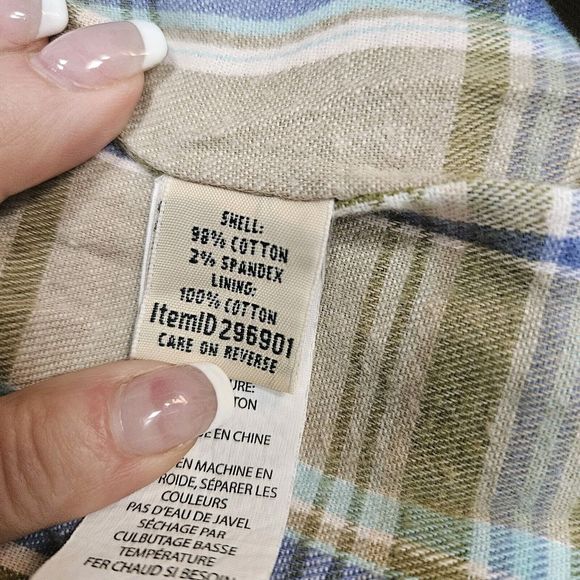 SHELL:
98% COTTON
2% SPANDEX
LINING:
100% COTTON
ItemID 296901
CARE ON REVERSE
URE:
TON
E EN CHINE
EN MACHINE EN
ROIDE, SÉPARER LES
COULEURS
PAS D'EAU DE JAVEL
SÉCHAGE PAR
CULBUTAGE BASSE
TEMPÉRATURE
FER CHAUD SI BESOIN